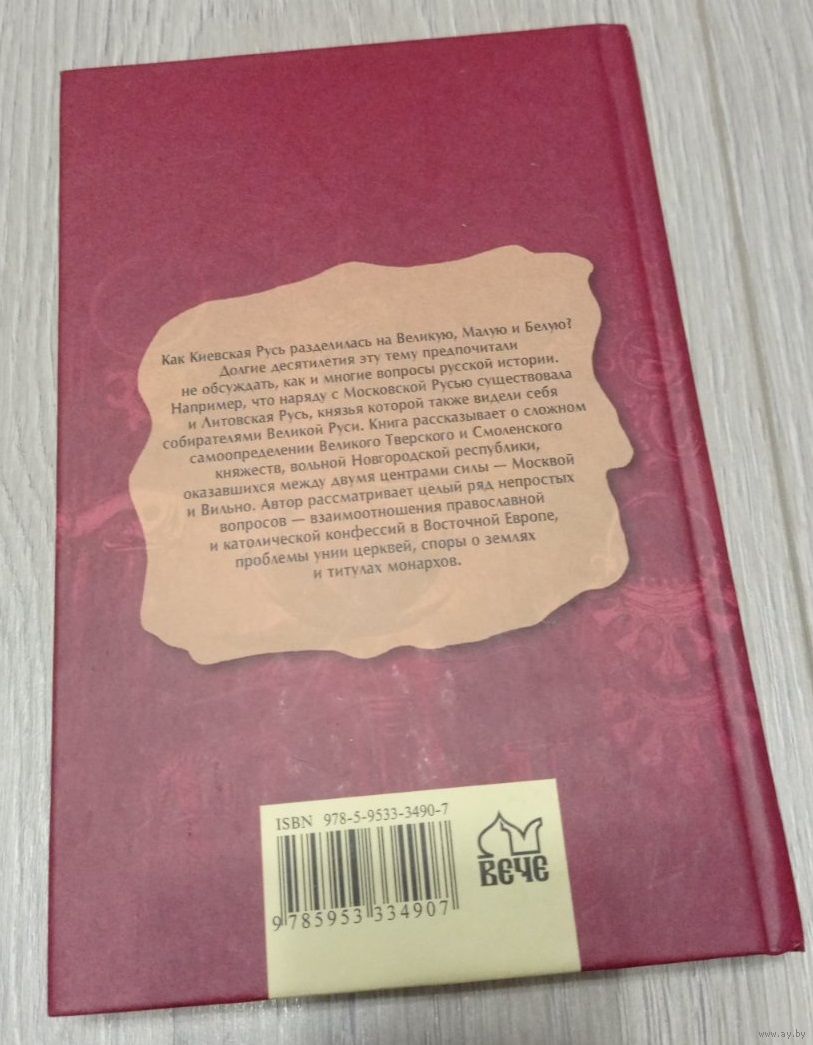 Как Киевская Русь разделилась на Великую, Малую и Белую?
Долгие десятилетия эту тему предпочитали
не обсуждать, как и многие вопросы русской истории.
Например, что наряду с Московской Русью существовала
и Литовская Русь, князья которой также видели себя
собирателями Великой Руси. Книга рассказывает о сложном
самоопределении Великого Тверского и Смоленского
княжеств, вольной Новгородской республики,
оказавшихся между двумя центрами силы — Москвой
и Вильно. Автор рассматривает целый ряд непростых
вопросов — взаимоотношения православной
и католической конфессий в Восточной Европе,
проблемы унии церквей, споры о землях
и титулах монархов.
ISBN 978-5-9533-3490-7
9 785953 334907
ВЕЧЕ
www.ay.by